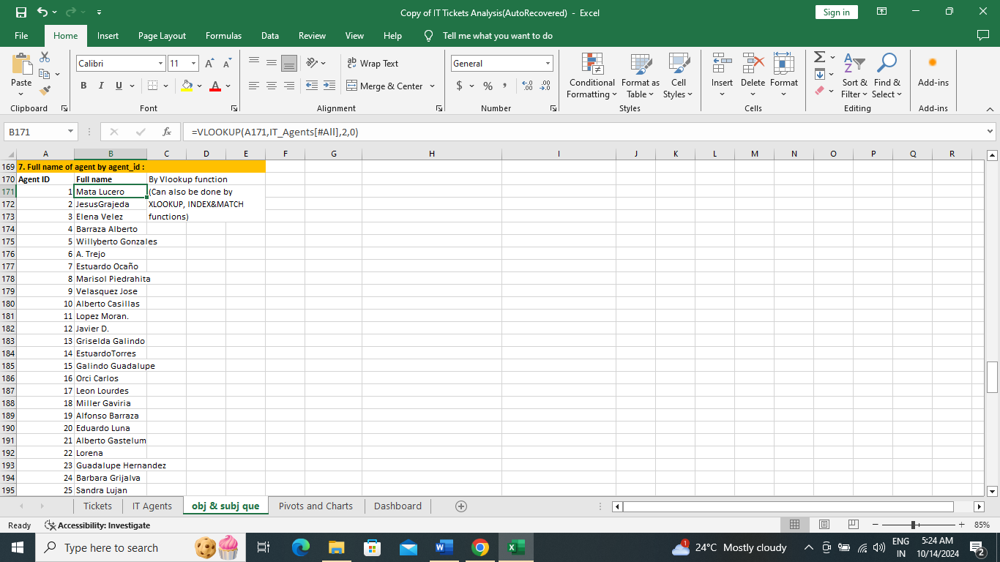 Copy of IT Tickets Analysis(AutoRecovered) - Excel
Sign in
File Home Insert Page Layout Formulas Data Review View Help Tell me what you want to do
Calibri 11 Wrap Text General
Paste B I U Merge & Center $ % , Conditional Formatting Format as Table Cell Styles Insert Delete Format Sort & Filter Find & Select Add-ins
Clipboard Font Alignment Number Styles Cells Editing Add-ins
B171 fx =VLOOKUP(A171,IT_Agents[#All],2,0)
A B C D E F G H I J K L M N O P Q R
169 7. Full name of agent by agent_id :
170 Agent ID Full name By Vlookup function
171 1 Mata Lucero (Can also be done by
172 2 JesusGrajeda XLOOKUP, INDEX&MATCH
173 3 Elena Velez functions)
174 4 Barraza Alberto
175 5 Willyberto Gonzales
176 6 A. Trejo
177 7 Estuardo Ocaño
178 8 Marisol Piedrahita
179 9 Velasquez Jose
180 10 Alberto Casillas
181 11 Lopez Moran.
182 12 Javier D.
183 13 Griselda Galindo
184 14 EstuardoTorres
185 15 Galindo Guadalupe
186 16 Orci Carlos
187 17 Leon Lourdes
188 18 Miller Gaviria
189 19 Alfonso Barraza
190 20 Eduardo Luna
191 21 Alberto Gastelum
192 22 Lorena
193 23 Guadalupe Hernandez
194 24 Barbara Grijalva
195 25 Sandra Lujan
Tickets IT Agents obj & subj que Pivots and Charts Dashboard
Ready Accessibility: Investigate 85%
Type here to search 1 24°C Mostly cloudy ENG IN 5:24 AM 10/14/2024 2